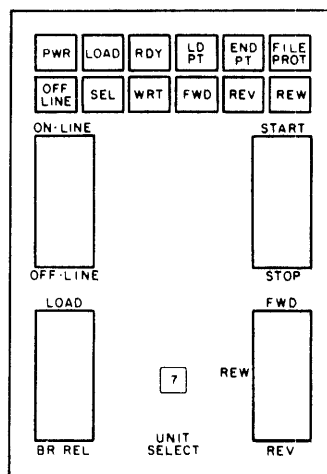 PWR LOAD RDY LD PT END PT FILE PROT
OFF LINE SEL WRT FWD REV REW
ON-LINE START
OFF-LINE STOP
LOAD FWD
7 REW
BR REL UNIT SELECT REV